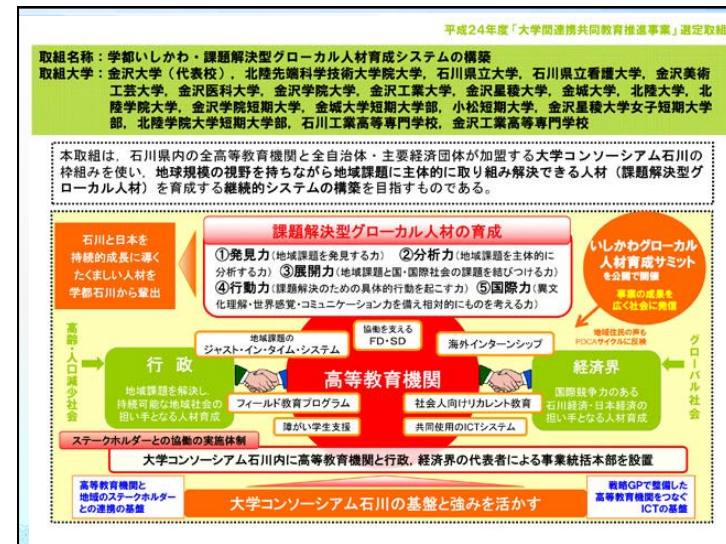 平成24年度「大学間連携共同教育推進事業」選定取組
取組名称：学都いしかわ・課題解決型グローカル人材育成システムの構築
取組大学：金沢大学（代表校），北陸先端科学技術大学院大学，石川県立大学，石川県立看護大学，金沢美術
工芸大学，金沢医科大学，金沢学院大学，金沢工業大学，金沢星稜大学，金城大学，北陸大学，北
陸学院大学，金沢学院短期大学，金城大学短期大学部，小松短期大学，金沢星稜大学女子短期大学
部，北陸学院大学短期大学部，石川工業高等専門学校，金沢工業高等専門学校
本取組は，石川県内の全高等教育機関と全自治体・主要経済団体が加盟する大学コンソーシアム石川の
枠組みを使い，地球規模の視野を持ちながら地域課題に主体的に取り組み解決できる人材（課題解決型グ
ローカル人材）を育成する継続的システムの構築を目指すものである。
石川と日本を
持続的成長に導く
たくましい人材を
学都石川から輩出
課題解決型グローカル人材の育成
①発見力（地域課題を発見する力） ②分析力（地域課題を主体的に
分析する力）③展開力（地域課題と国・国際社会の課題を結びつける力）
④行動力（課題解決のための具体的行動を起こす力） ⑤国際力（異文
化理解・世界感覚・コミュニケーション力を備え相対的にものを考える力）
いしかわグローカル
人材育成サミット
を公開で開催
事業の成果を
広く社会に発信
地域住民の声も
PDCAサイクルに反映
高齢・人口減少社会
グローバル社会
地域課題の
ジャスト・イン・タイム・システム
協働を支える
FD・SD
海外インターンシップ
行 政
地域課題を解決し、
持続可能な地域社会の
担い手となる人材育成
高等教育機関
経済界
国際競争力のある
石川経済・日本経済の
担い手となる人材育成
フィールド教育プログラム
社会人向けリカレント教育
障がい学生支援
共同使用のICTシステム
ステークホルダーとの協働の実施体制
大学コンソーシアム石川内に高等教育機関と行政，経済界の代表者による事業統括本部を設置
高等教育機関と
地域のステークホルダー
との連携の基盤
大学コンソーシアム石川の基盤と強みを活かす
戦略GPで整備した
高等教育機関をつなぐ
ICTの基盤